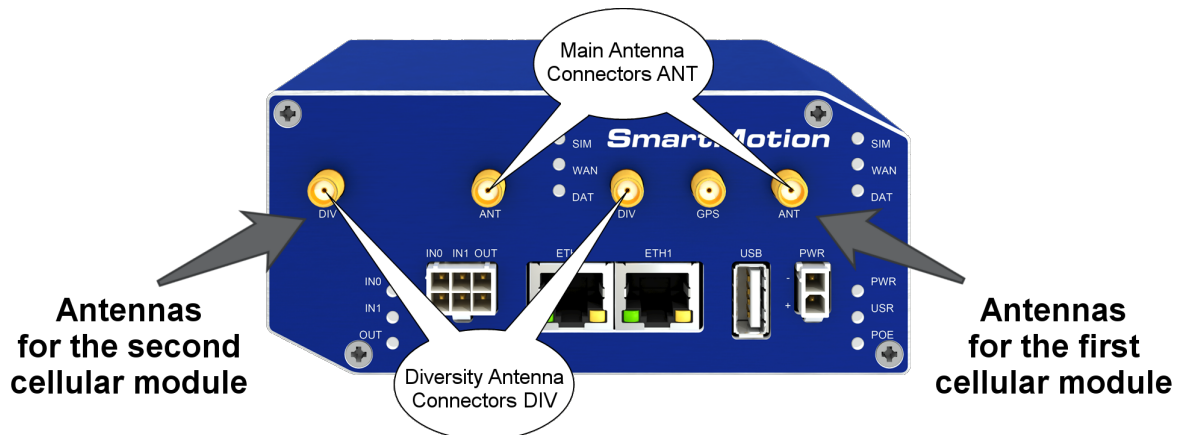 Main Antenna
Connectors ANT
SmartMotion
SIM
WAN
DAT
SIM
WAN
DAT
DIV
ANT
DIV
GPS
ANT
IN0 IN1 OUT
ETH1
USB
PWR
-
+
IN0
IN1
OUT
PWR
USR
POE
Antennas
for the second
cellular module
Diversity Antenna
Connectors DIV
Antennas
for the first
cellular module